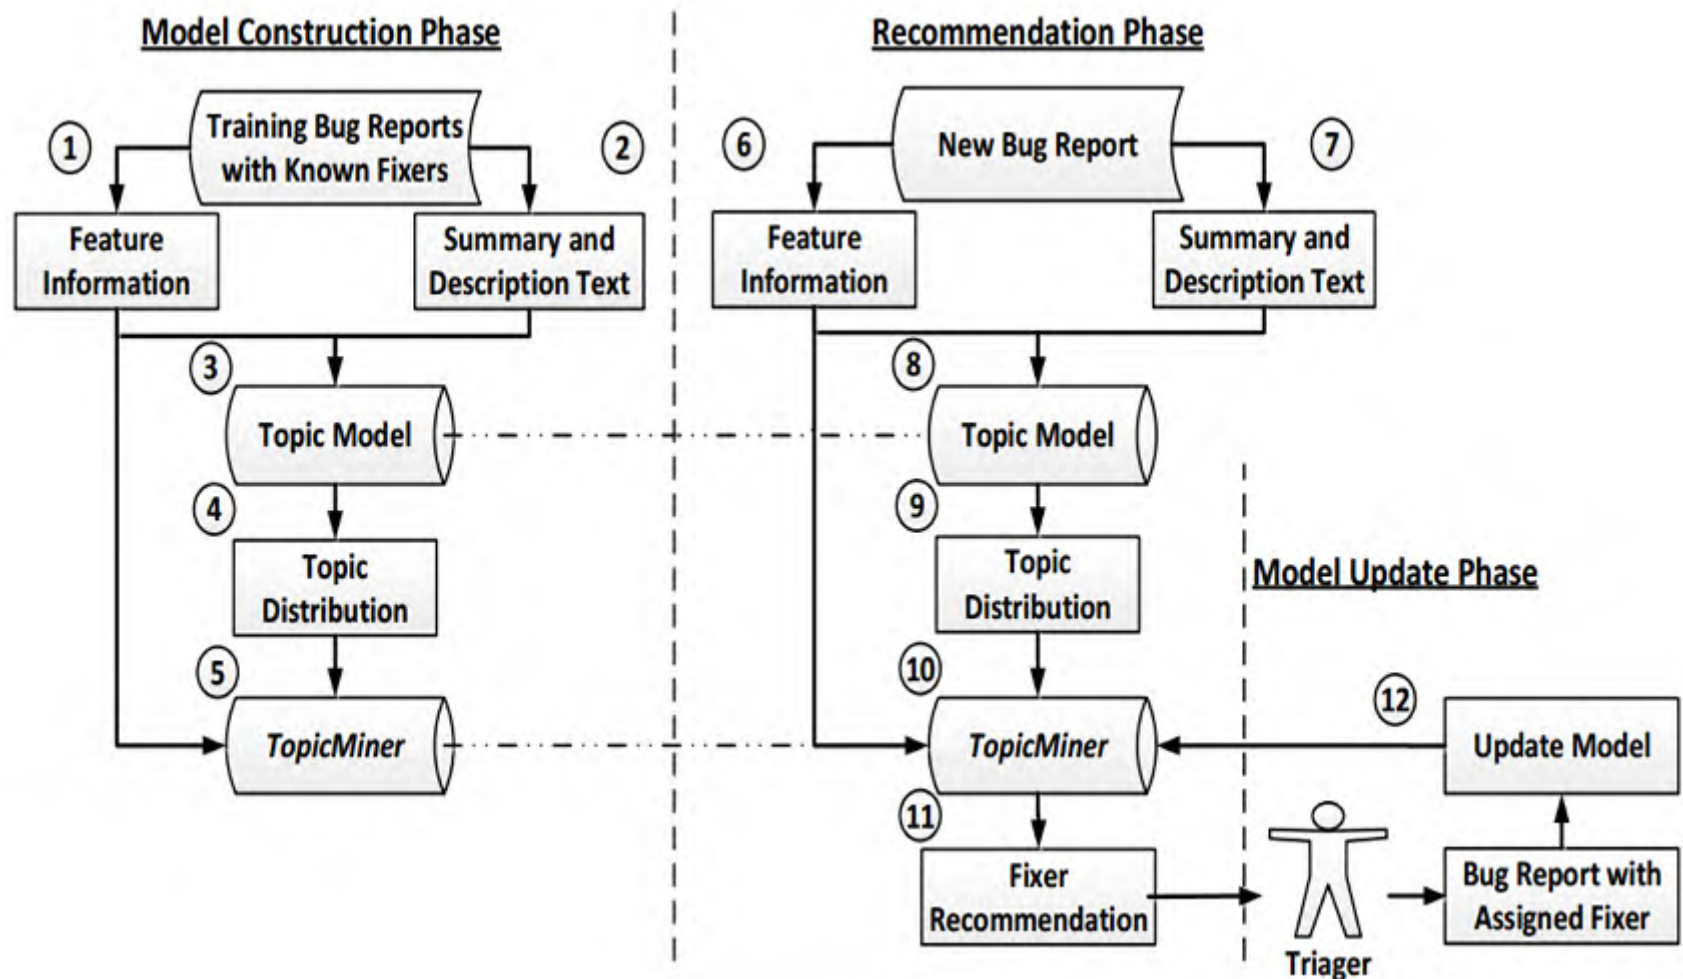 Model Construction Phase
1
Training Bug Reports
with Known Fixers
2
Feature
Information
Summary and
Description Text
3
Topic Model
4
Topic
Distribution
5
TopicMiner
Recommendation Phase
6
New Bug Report
7
Feature
Information
Summary and
Description Text
8
Topic Model
9
Topic
Distribution
10
TopicMiner
11
Fixer
Recommendation
Model Update Phase
12
Update Model
Bug Report with
Assigned Fixer
Triager